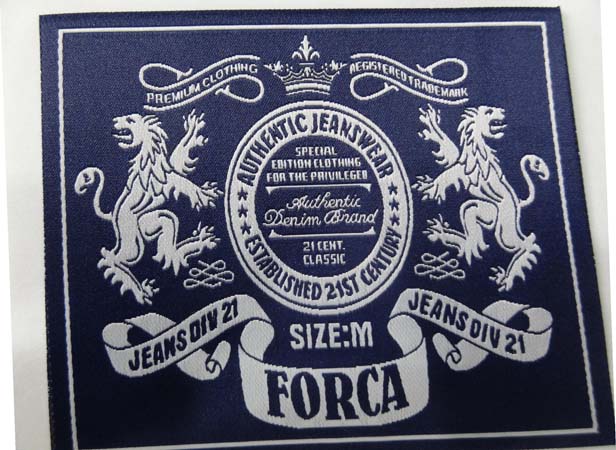 PREMIUM CLOTHING
REGISTERED TRADEMARK
AUTHENTIC JEANSWEAR
SPECIAL
EDITION CLOTHING
FOR THE PRIVILEGED
Authentic
Denim Brand
21 CENT.
CLASSIC
ESTABLISHED 21ST CENTURY
JEANS DIV 21
SIZE:M
JEANS DIV 21
FORCA